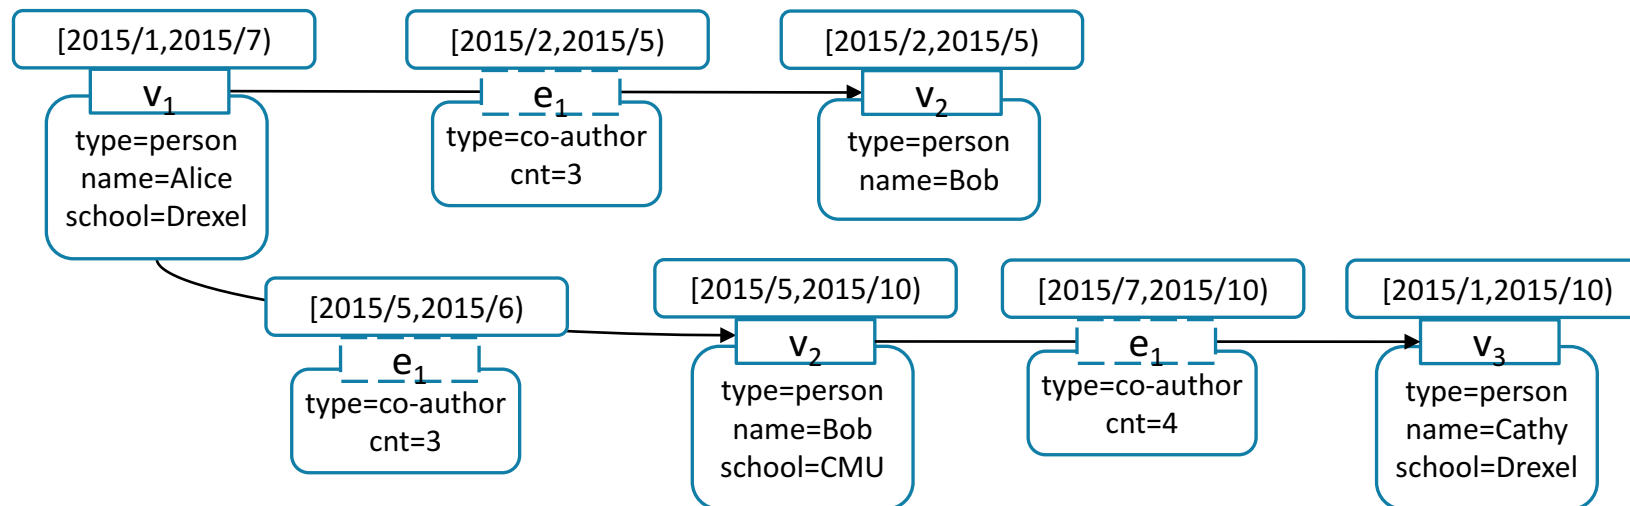 [2015/1,2015/7)
v1
type=person
name=Alice
school=Drexel
[2015/2,2015/5)
e1
type=co-author
cnt=3
[2015/2,2015/5)
v2
type=person
name=Bob
[2015/5,2015/6)
e1
type=co-author
cnt=3
[2015/5,2015/10)
v2
type=person
name=Bob
school=CMU
[2015/7,2015/10)
e1
type=co-author
cnt=4
[2015/1,2015/10)
v3
type=person
name=Cathy
school=Drexel